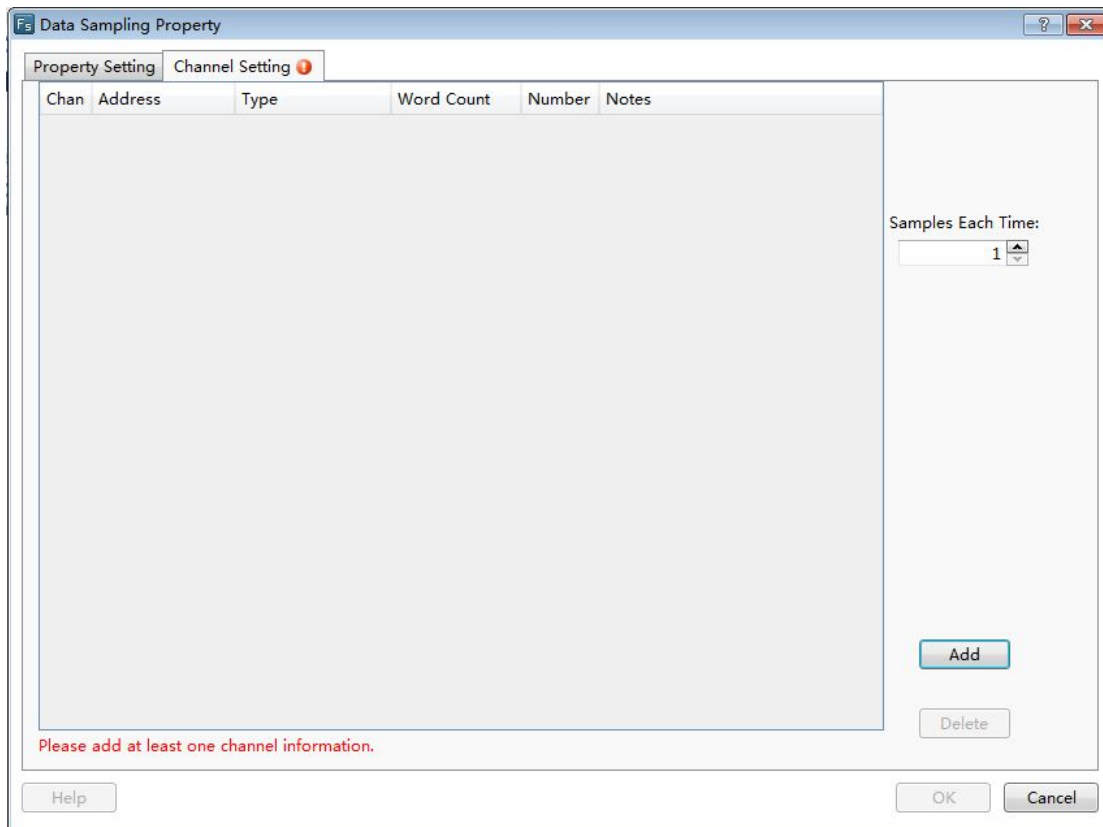 Fs Data Sampling Property ?
Property Setting Channel Setting !
Chan Address Type Word Count Number Notes
Samples Each Time:
1
Add
Delete
Please add at least one channel information.
Help OK Cancel